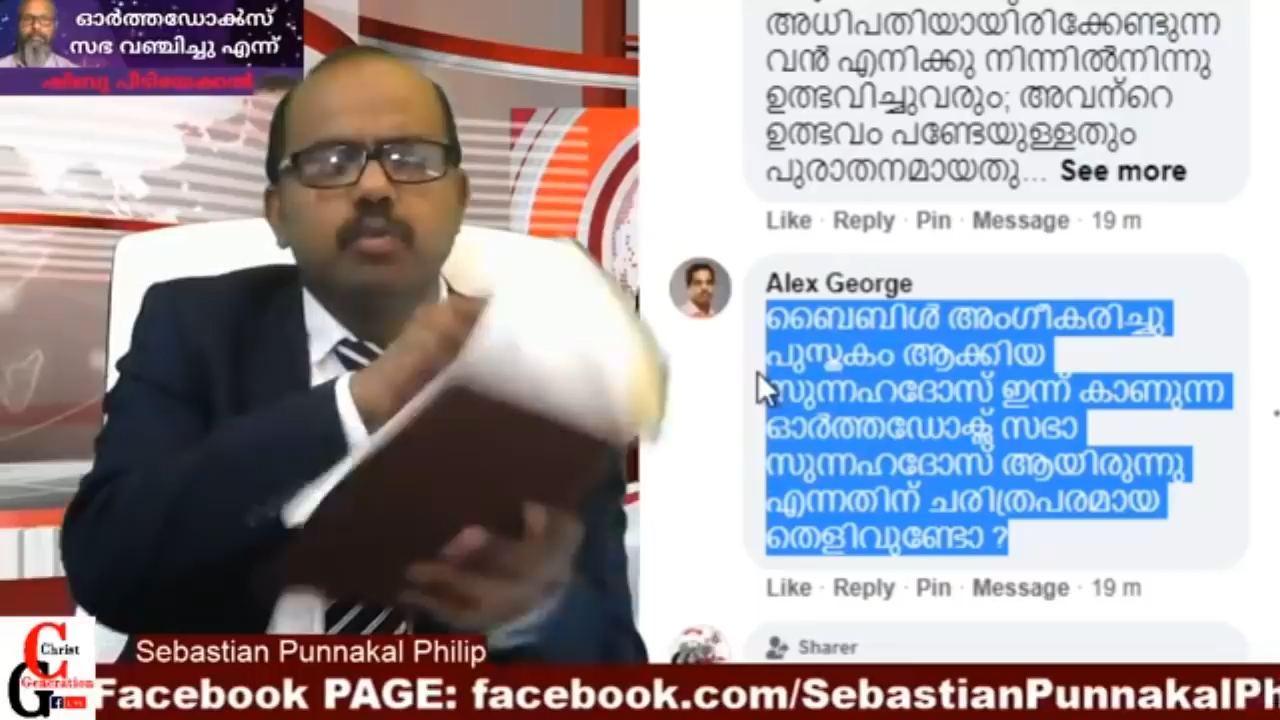 ഓർത്തഡോക്സ്
സഭ വഞ്ചിച്ചു എന്ന്
ഷിബു പീടിയേക്കൽ
അധിപതിയായിരിക്കേണ്ടുന്ന
വൻ എനിക്കു നിന്നിൽനിന്നു
ഉത്ഭവിച്ചുവരും; അവന്റെ
ഉത്ഭവം പണ്ടേയുള്ളതും
പുരാതനമായതു... See more
Like · Reply · Pin · Message · 19 m
Alex George
ബൈബിൾ അംഗീകരിച്ചു
പുസ്തകം ആക്കിയ
സുന്നഹദോസ് ഇന്ന് കാണുന്ന
ഓർത്തഡോക്സ് സഭാ
സുന്നഹദോസ് ആയിരുന്നു
എന്നതിന് ചരിത്രപരമായ
തെളിവുണ്ടോ ?
Like · Reply · Pin · Message · 19 m
Sharer
Sebastian Punnakal Philip
Christ
Generation
Facebook PAGE: facebook.com/SebastianPunnakalPh